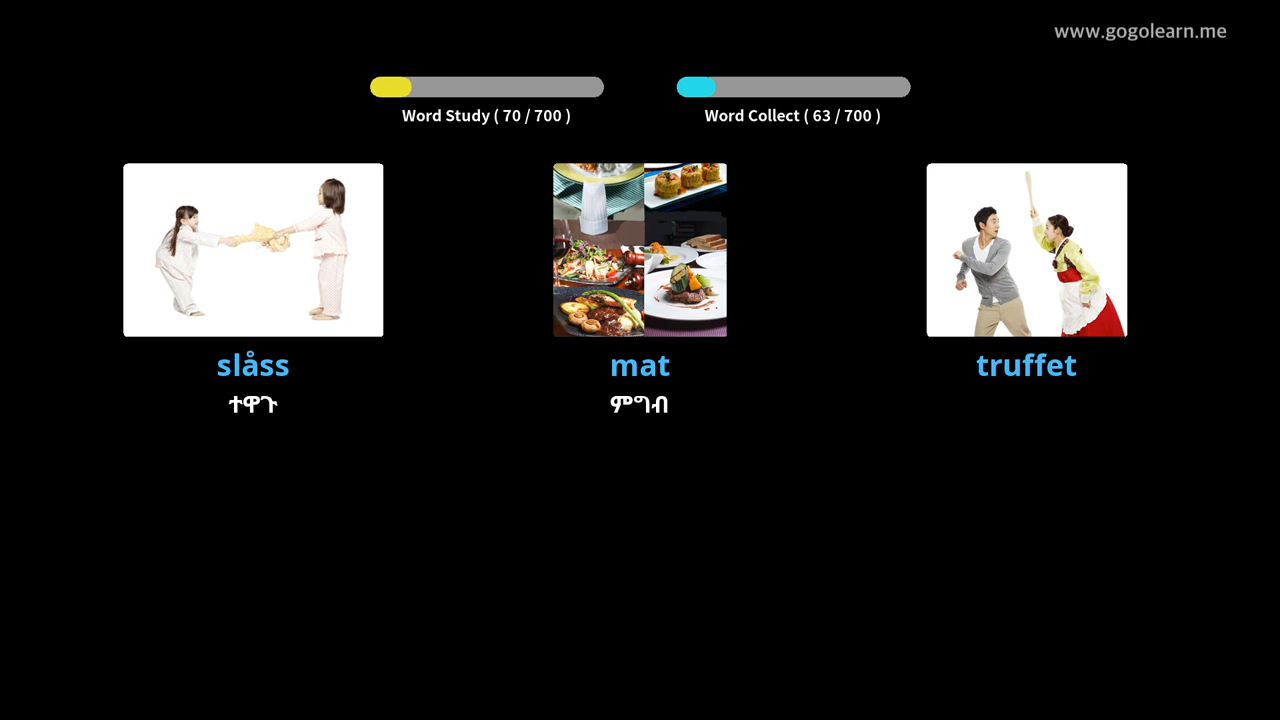 www.gogolearn.me
Word Study ( 70 / 700 )
Word Collect ( 63 / 700 )
slåss
mat
truffet
ተዋጉ
ምግብ